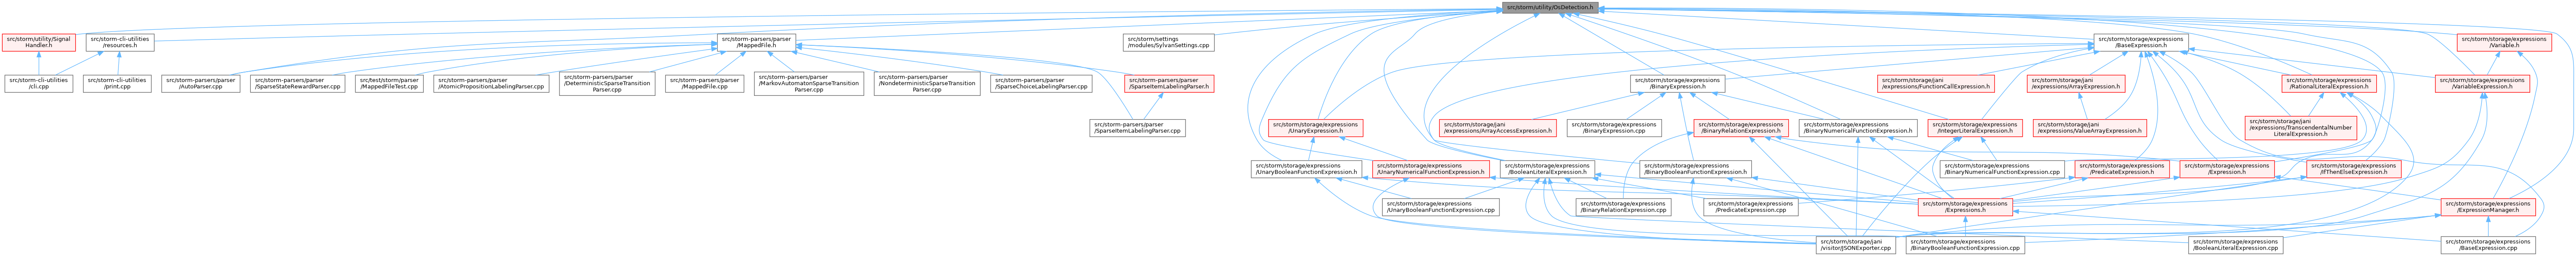 src/storm/utility/OsDetection.h
src/storm/utility/Signal
Handler.h
src/storm-cli-utilities
/resources.h
src/storm-parsers/parser
/MappedFile.h
src/storm/settings
/modules/SylvanSettings.cpp
src/storm/storage/expressions
/BaseExpression.h
src/storm/storage/expressions
/Variable.h
src/storm-cli-utilities
/cli.cpp
src/storm-cli-utilities
/print.cpp
src/storm-parsers/parser
/AutoParser.cpp
src/storm-parsers/parser
/SparseStateRewardParser.cpp
src/test/storm/parser
/MappedFileTest.cpp
src/storm-parsers/parser
/AtomicPropositionLabelingParser.cpp
src/storm-parsers/parser
/DeterministicSparseTransition
Parser.cpp
src/storm-parsers/parser
/MappedFile.cpp
src/storm-parsers/parser
/MarkovAutomatonSparseTransition
Parser.cpp
src/storm-parsers/parser
/NondeterministicSparseTransition
Parser.cpp
src/storm-parsers/parser
/SparseChoiceLabelingParser.cpp
src/storm-parsers/parser
/SparseItemLabelingParser.h
src/storm/storage/expressions
/BinaryExpression.h
src/storm/storage/jani
/expressions/FunctionCallExpression.h
src/storm/storage/jani
/expressions/ArrayExpression.h
src/storm/storage/expressions
/RationalLiteralExpression.h
src/storm/storage/expressions
/VariableExpression.h
src/storm-parsers/parser
/SparseItemLabelingParser.cpp
src/storm/storage/expressions
/UnaryExpression.h
src/storm/storage/jani
/expressions/ArrayAccessExpression.h
src/storm/storage/expressions
/BinaryExpression.cpp
src/storm/storage/expressions
/BinaryRelationExpression.h
src/storm/storage/expressions
/BinaryNumericalFunctionExpression.h
src/storm/storage/expressions
/IntegerLiteralExpression.h
src/storm/storage/jani
/expressions/ValueArrayExpression.h
src/storm/storage/jani
/expressions/TranscendentalNumber
LiteralExpression.h
src/storm/storage/expressions
/UnaryBooleanFunctionExpression.h
src/storm/storage/expressions
/UnaryNumericalFunctionExpression.h
src/storm/storage/expressions
/BooleanLiteralExpression.h
src/storm/storage/expressions
/BinaryBooleanFunctionExpression.h
src/storm/storage/expressions
/BinaryNumericalFunctionExpression.cpp
src/storm/storage/expressions
/PredicateExpression.h
src/storm/storage/expressions
/Expression.h
src/storm/storage/expressions
/IfThenElseExpression.h
src/storm/storage/expressions
/UnaryBooleanFunctionExpression.cpp
src/storm/storage/expressions
/BinaryRelationExpression.cpp
src/storm/storage/expressions
/PredicateExpression.cpp
src/storm/storage/expressions
/Expressions.h
src/storm/storage/expressions
/ExpressionManager.h
src/storm/storage/jani
/visitor/JSONExporter.cpp
src/storm/storage/expressions
/BinaryBooleanFunctionExpression.cpp
src/storm/storage/expressions
/BooleanLiteralExpression.cpp
src/storm/storage/expressions
/BaseExpression.cpp